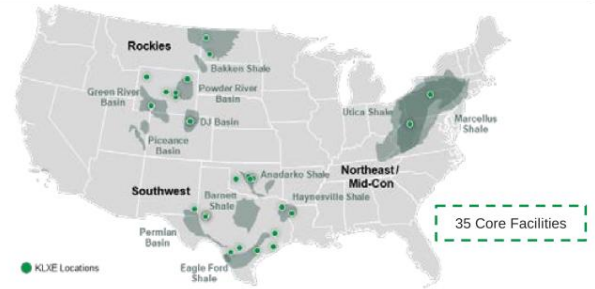 Rockies
Bakken Shale
Green River
Basin
Powder River
Basin
DJ Basin
Piceance
Basin
Utica Shale
Marcellus
Shale
Northeast/
Mid-Con
Anadarko Shale
Southwest
Barnett
Shale
Haynesville Shale
Permian
Basin
Eagle Ford
Shale
35 Core Facilities
KLXE Locations